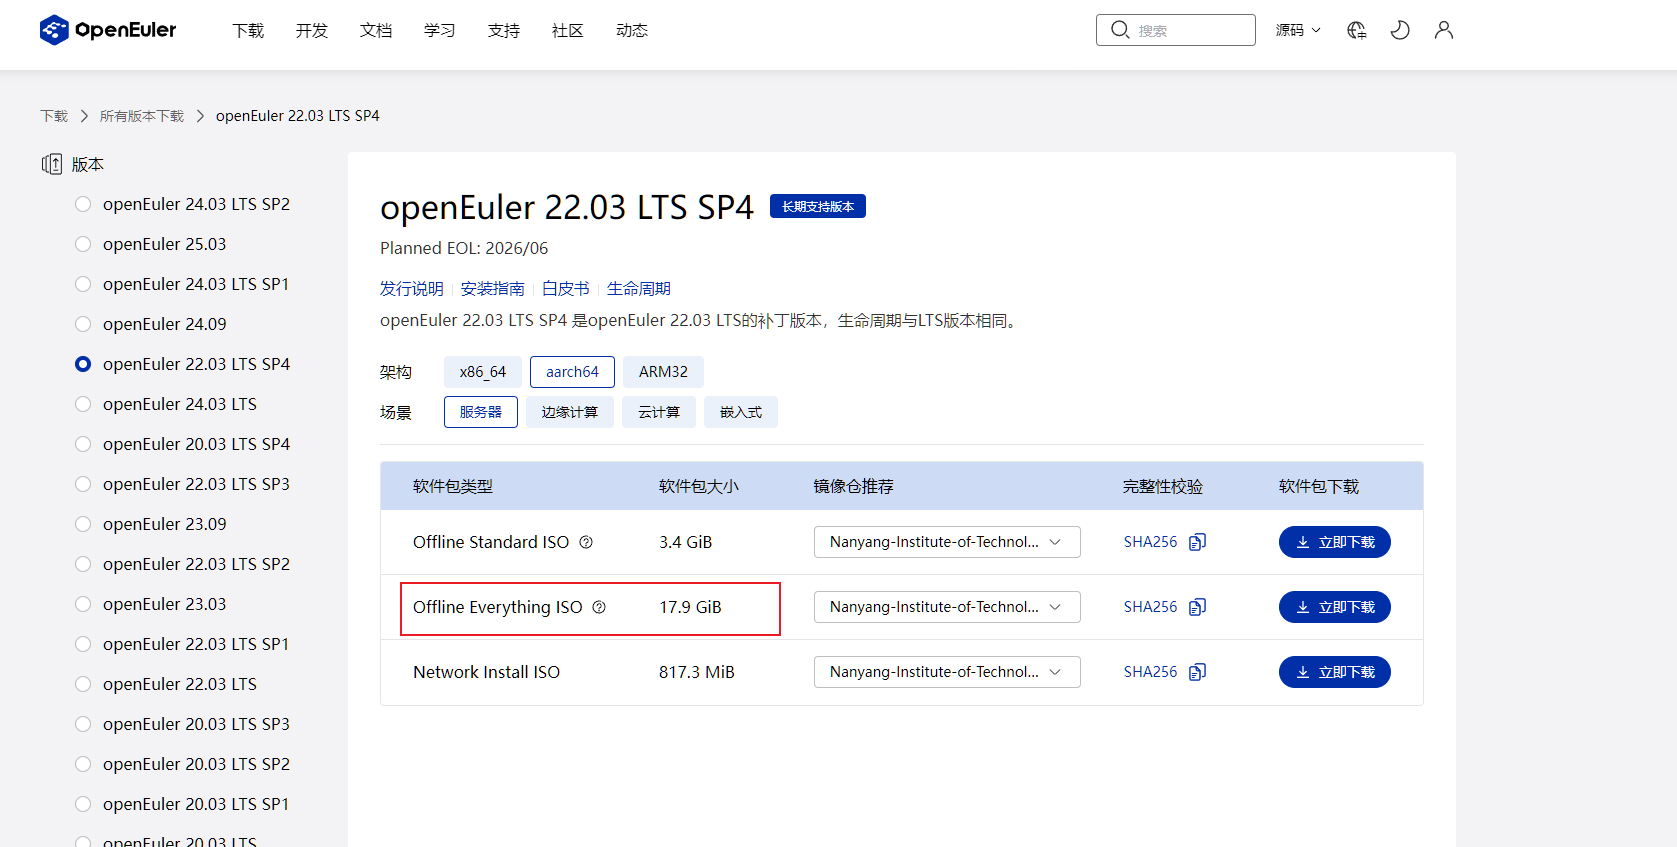 OpenEuler 下载 开发 文档 学习 支持 社区 动态 搜索 源码
下载 所有版本下载 openEuler 22.03 LTS SP4
版本
openEuler 24.03 LTS SP2
openEuler 25.03
openEuler 24.03 LTS SP1
openEuler 24.09
openEuler 22.03 LTS SP4
openEuler 24.03 LTS
openEuler 20.03 LTS SP4
openEuler 22.03 LTS SP3
openEuler 23.09
openEuler 22.03 LTS SP2
openEuler 23.03
openEuler 22.03 LTS SP1
openEuler 22.03 LTS
openEuler 20.03 LTS SP3
openEuler 20.03 LTS SP2
openEuler 20.03 LTS SP1
openEuler 20.03 LTS
openEuler 22.03 LTS SP4 长期支持版本
Planned EOL: 2026/06
发行说明 安装指南 白皮书 生命周期
openEuler 22.03 LTS SP4 是openEuler 22.03 LTS的补丁版本，生命周期与LTS版本相同。
架构 x86_64 aarch64 ARM32
场景 服务器 边缘计算 云计算 嵌入式
软件包类型 软件包大小 镜像仓推荐 完整性校验 软件包下载
Offline Standard ISO 3.4 GiB Nanyang-Institute-of-Technol... SHA256 立即下载
Offline Everything ISO 17.9 GiB Nanyang-Institute-of-Technol... SHA256 立即下载
Network Install ISO 817.3 MiB Nanyang-Institute-of-Technol... SHA256 立即下载